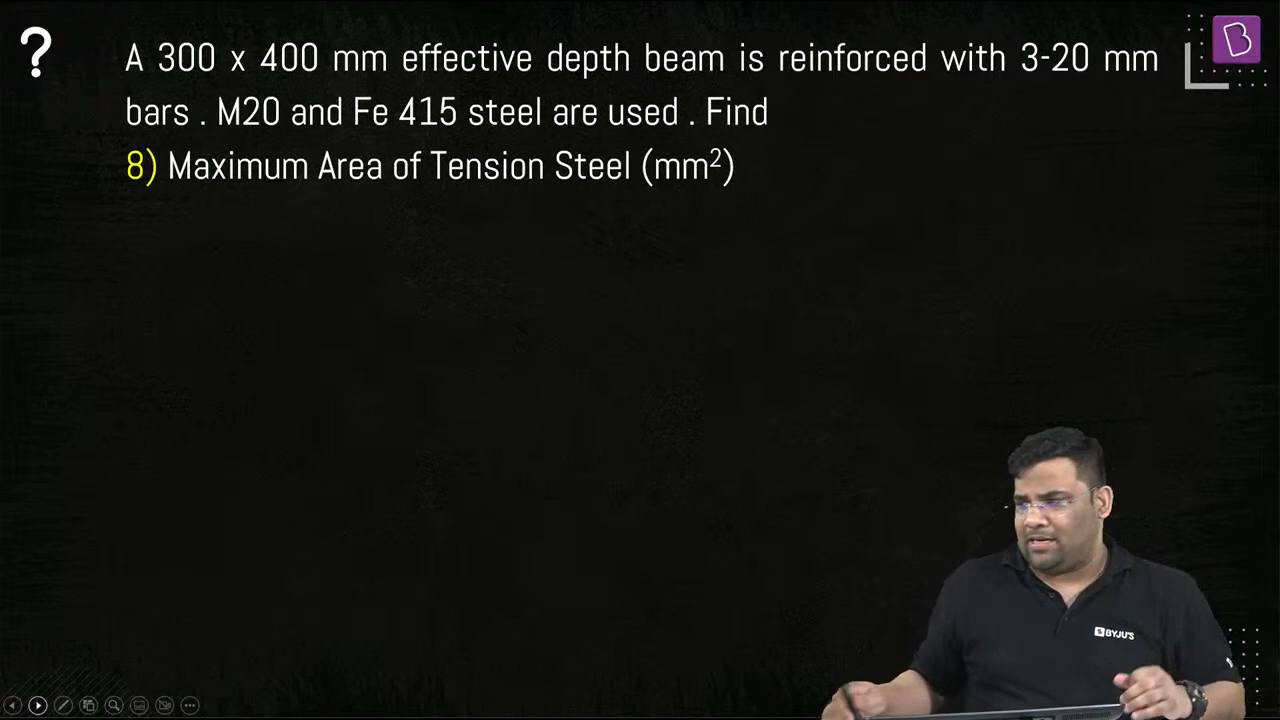 ?
A 300 x 400 mm effective depth beam is reinforced with 3-20 mm
bars . M20 and Fe 415 steel are used . Find
8) Maximum Area of Tension Steel (mm²)
B
BYJU'S